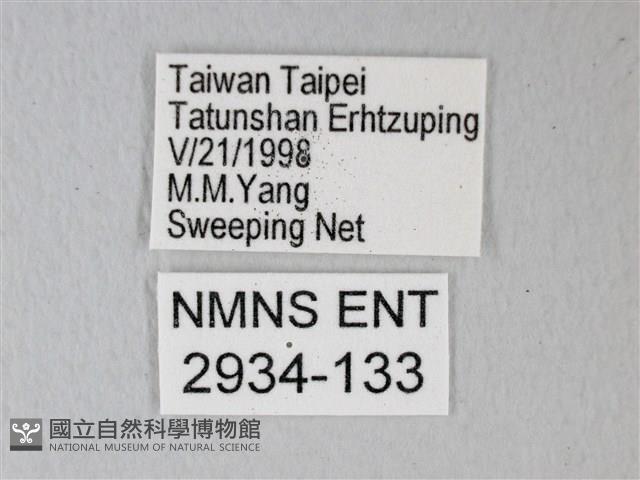 Taiwan Taipei
Tatunshan Erhtzuping
V/21/1998
M.M.Yang
Sweeping Net
NMNS ENT
2934-133
國立自然科學博物館
NATIONAL MUSEUM OF NATURAL SCIENCE